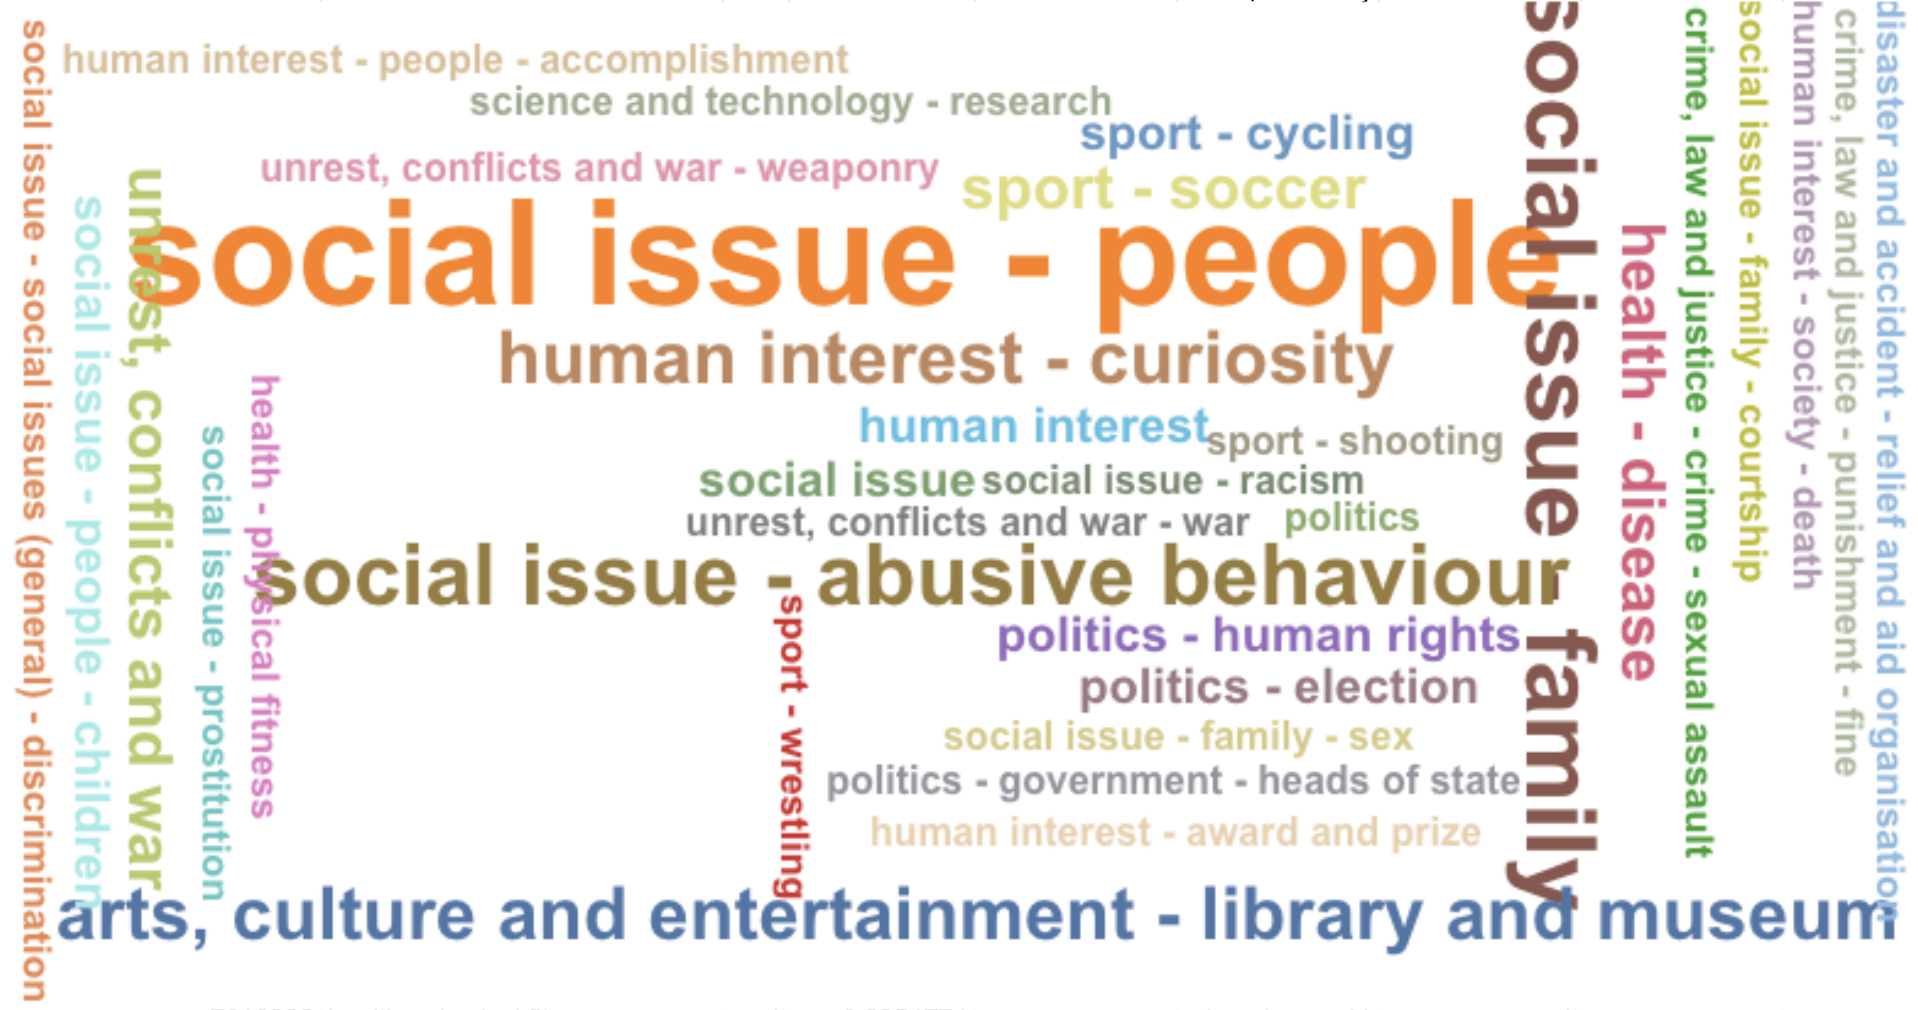 social issue - social issues (general) - discrimination
human interest - people - accomplishment
science and technology - research
sport - cycling
unrest, conflicts and war - weaponry
sport - soccer
social issue - people - children
unrest, conflicts and war
social issue - people
human interest - curiosity
social issue - prostitution
health - physical fitness
human interest
sport - shooting
social issue
social issue - racism
unrest, conflicts and war - war
politics
social issue - abusive behaviour
sport - wrestling
politics - human rights
politics - election
social issue - family - sex
politics - government - heads of state
human interest - award and prize
arts, culture and entertainment - library and museum
social issue - family
health - disease
crime, law and justice - crime - sexual assault
social issue - family - courtship
human interest - society - death
crime, law and justice - punishment - fine
disaster and accident - relief and aid organisation